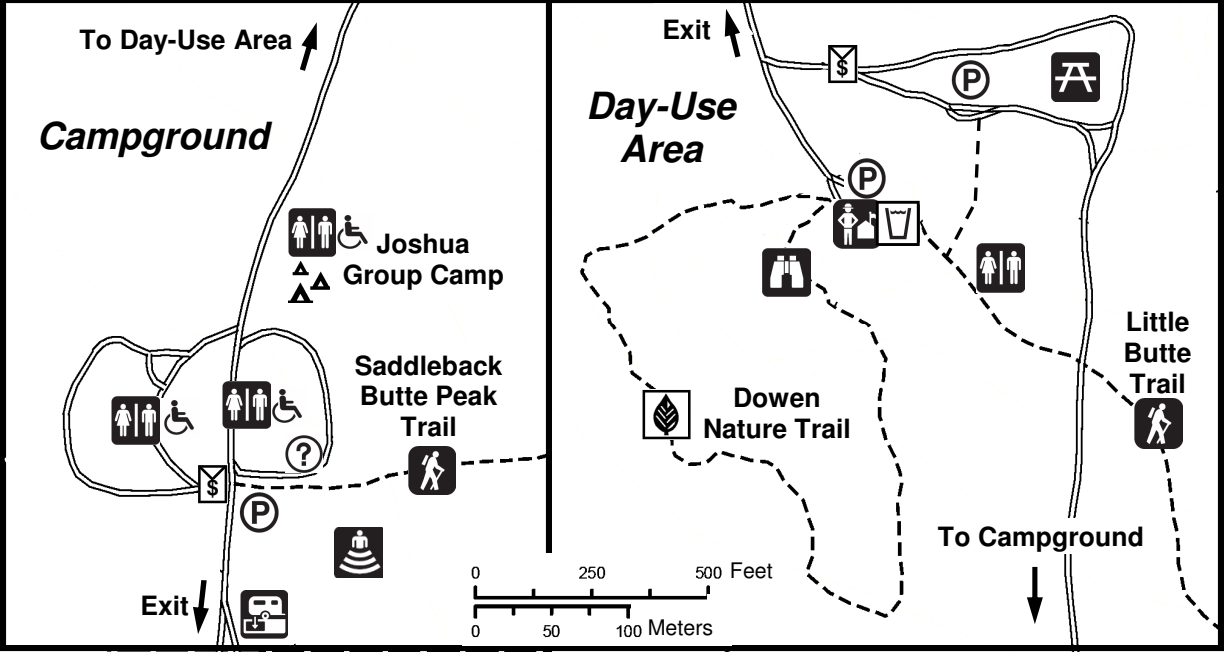 To Day-Use Area
Campground
Joshua
Group Camp
Saddleback
Butte Peak
Trail
?
$
P
Exit
Exit
$
P
Day-Use
Area
P
Little
Butte
Trail
Dowen
Nature Trail
To Campground
0 250 500 Feet
0 50 100 Meters